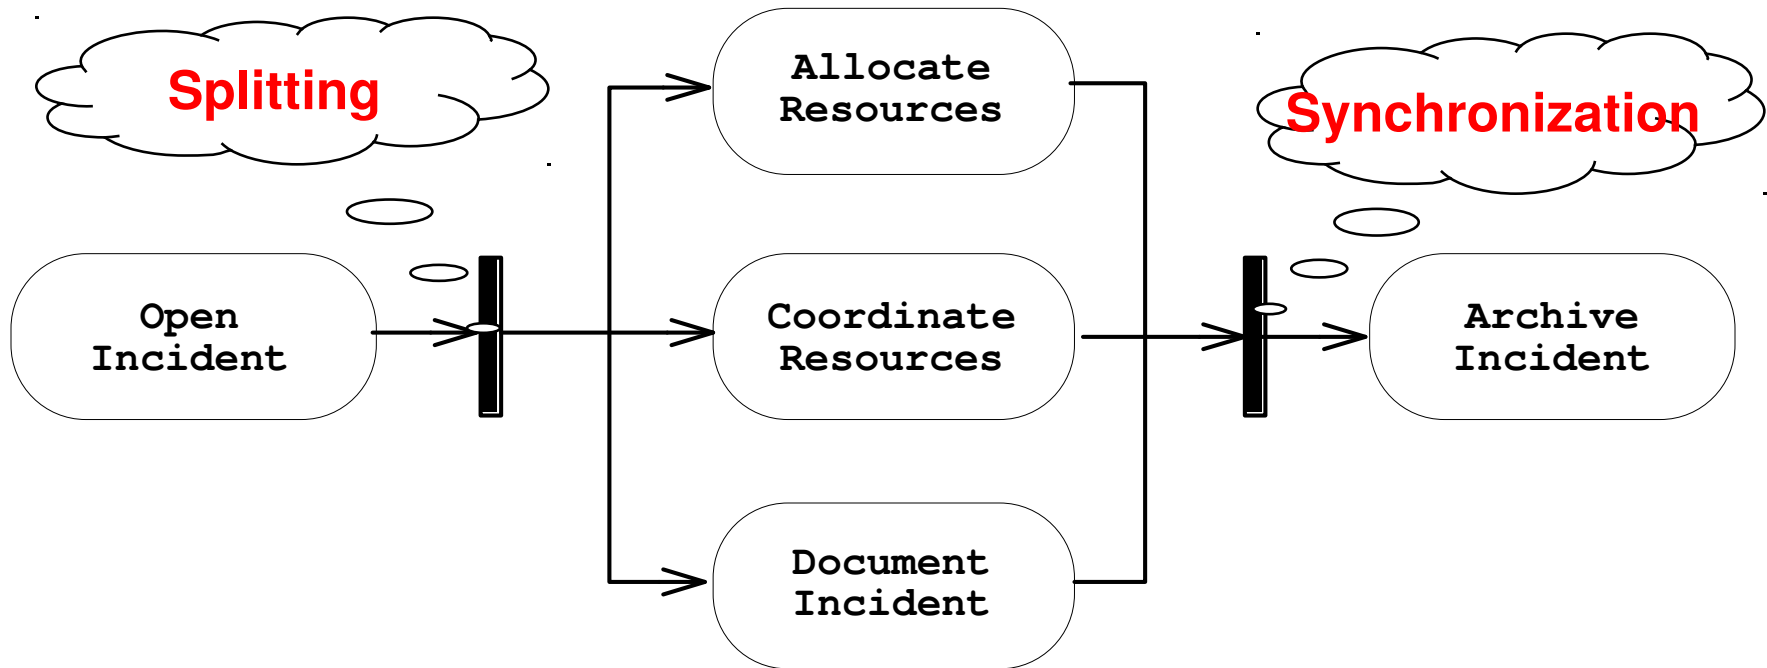 Splitting
Synchronization
Allocate
Resources
Open
Incident
Coordinate
Resources
Archive
Incident
Document
Incident